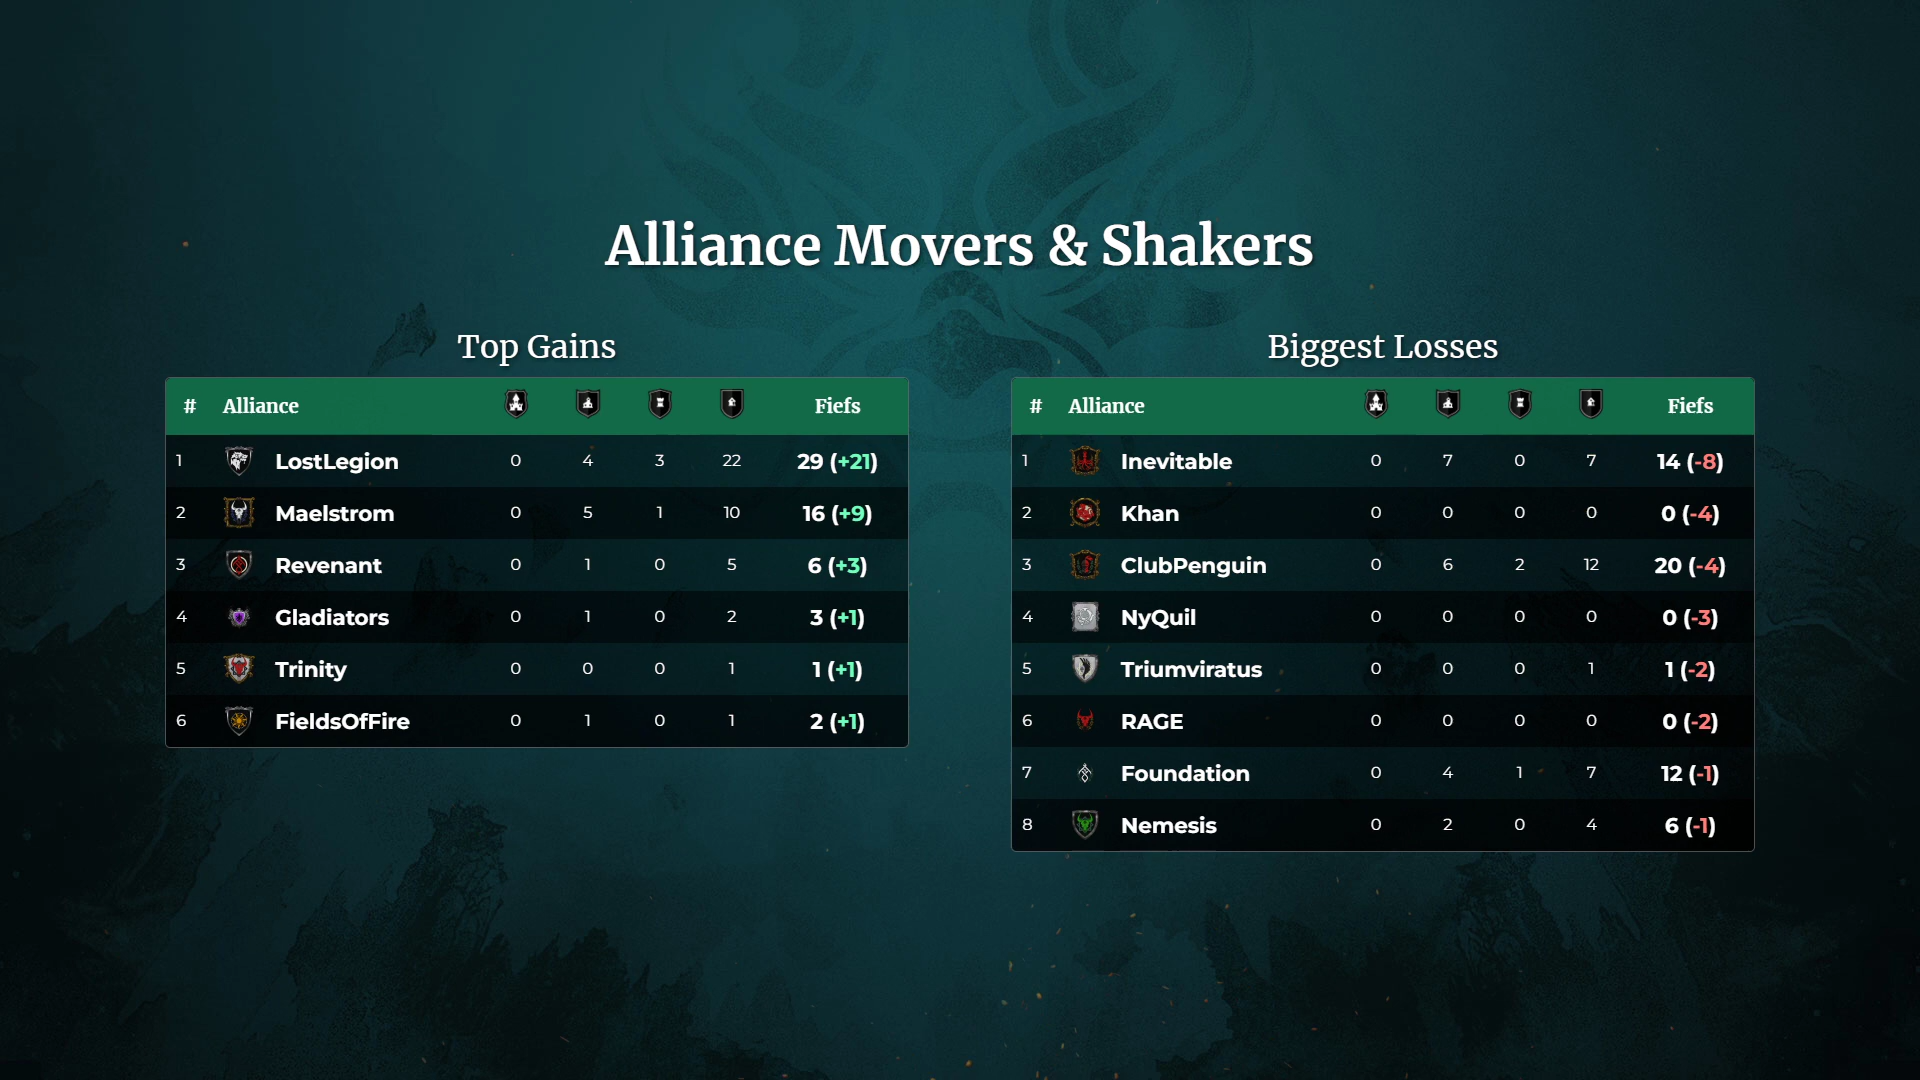 Alliance Movers & Shakers
Top Gains
# Alliance Fiefs
1 LostLegion 0 4 3 22 29 (+21)
2 Maelstrom 0 5 1 10 16 (+9)
3 Revenant 0 1 0 5 6 (+3)
4 Gladiators 0 1 0 2 3 (+1)
5 Trinity 0 0 0 1 1 (+1)
6 FieldsOfFire 0 1 0 1 2 (+1)
Biggest Losses
# Alliance Fiefs
1 Inevitable 0 7 0 7 14 (-8)
2 Khan 0 0 0 0 0 (-4)
3 ClubPenguin 0 6 2 12 20 (-4)
4 NyQuil 0 0 0 0 0 (-3)
5 Triumviratus 0 0 0 1 1 (-2)
6 RAGE 0 0 0 0 0 (-2)
7 Foundation 0 4 1 7 12 (-1)
8 Nemesis 0 2 0 4 6 (-1)